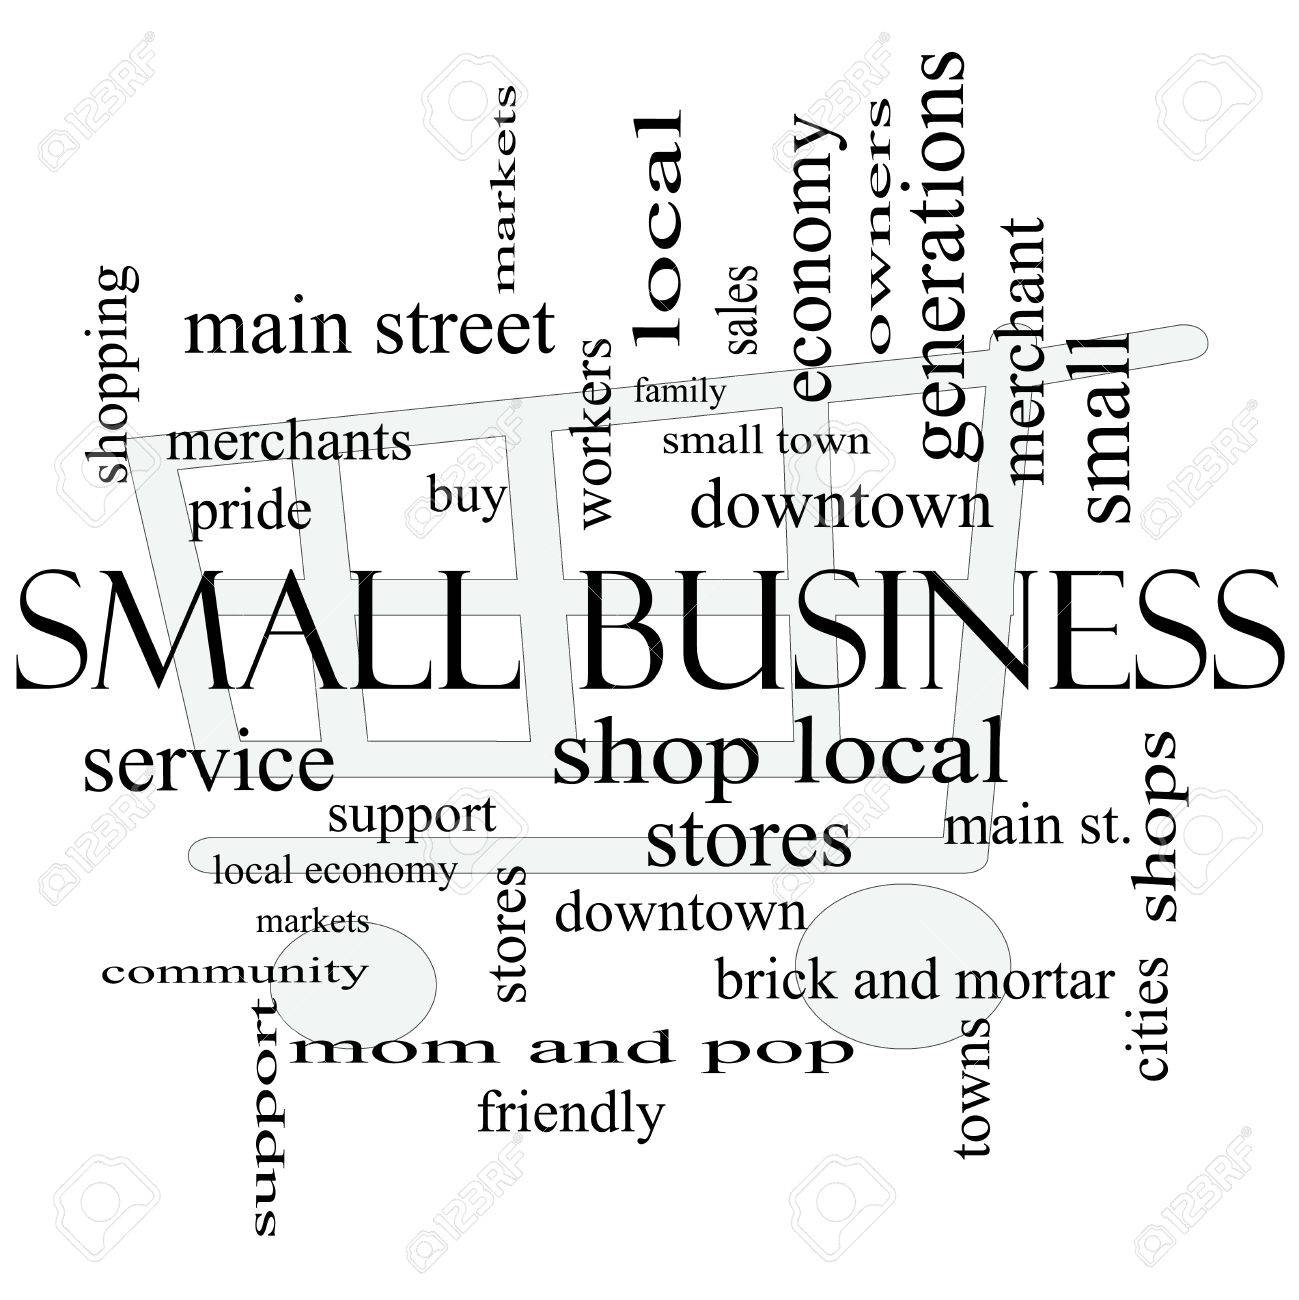 markets
local
economy
owners
generations
shopping
main street
sales
merchant
workers
family
small
merchants
small town
pride
buy
downtown
SMALL BUSINESS
service
shop local
shops
support
stores
main st.
local economy
stores
markets
downtown
community
brick and mortar
cities
support
mom and pop
towns
friendly
123RF